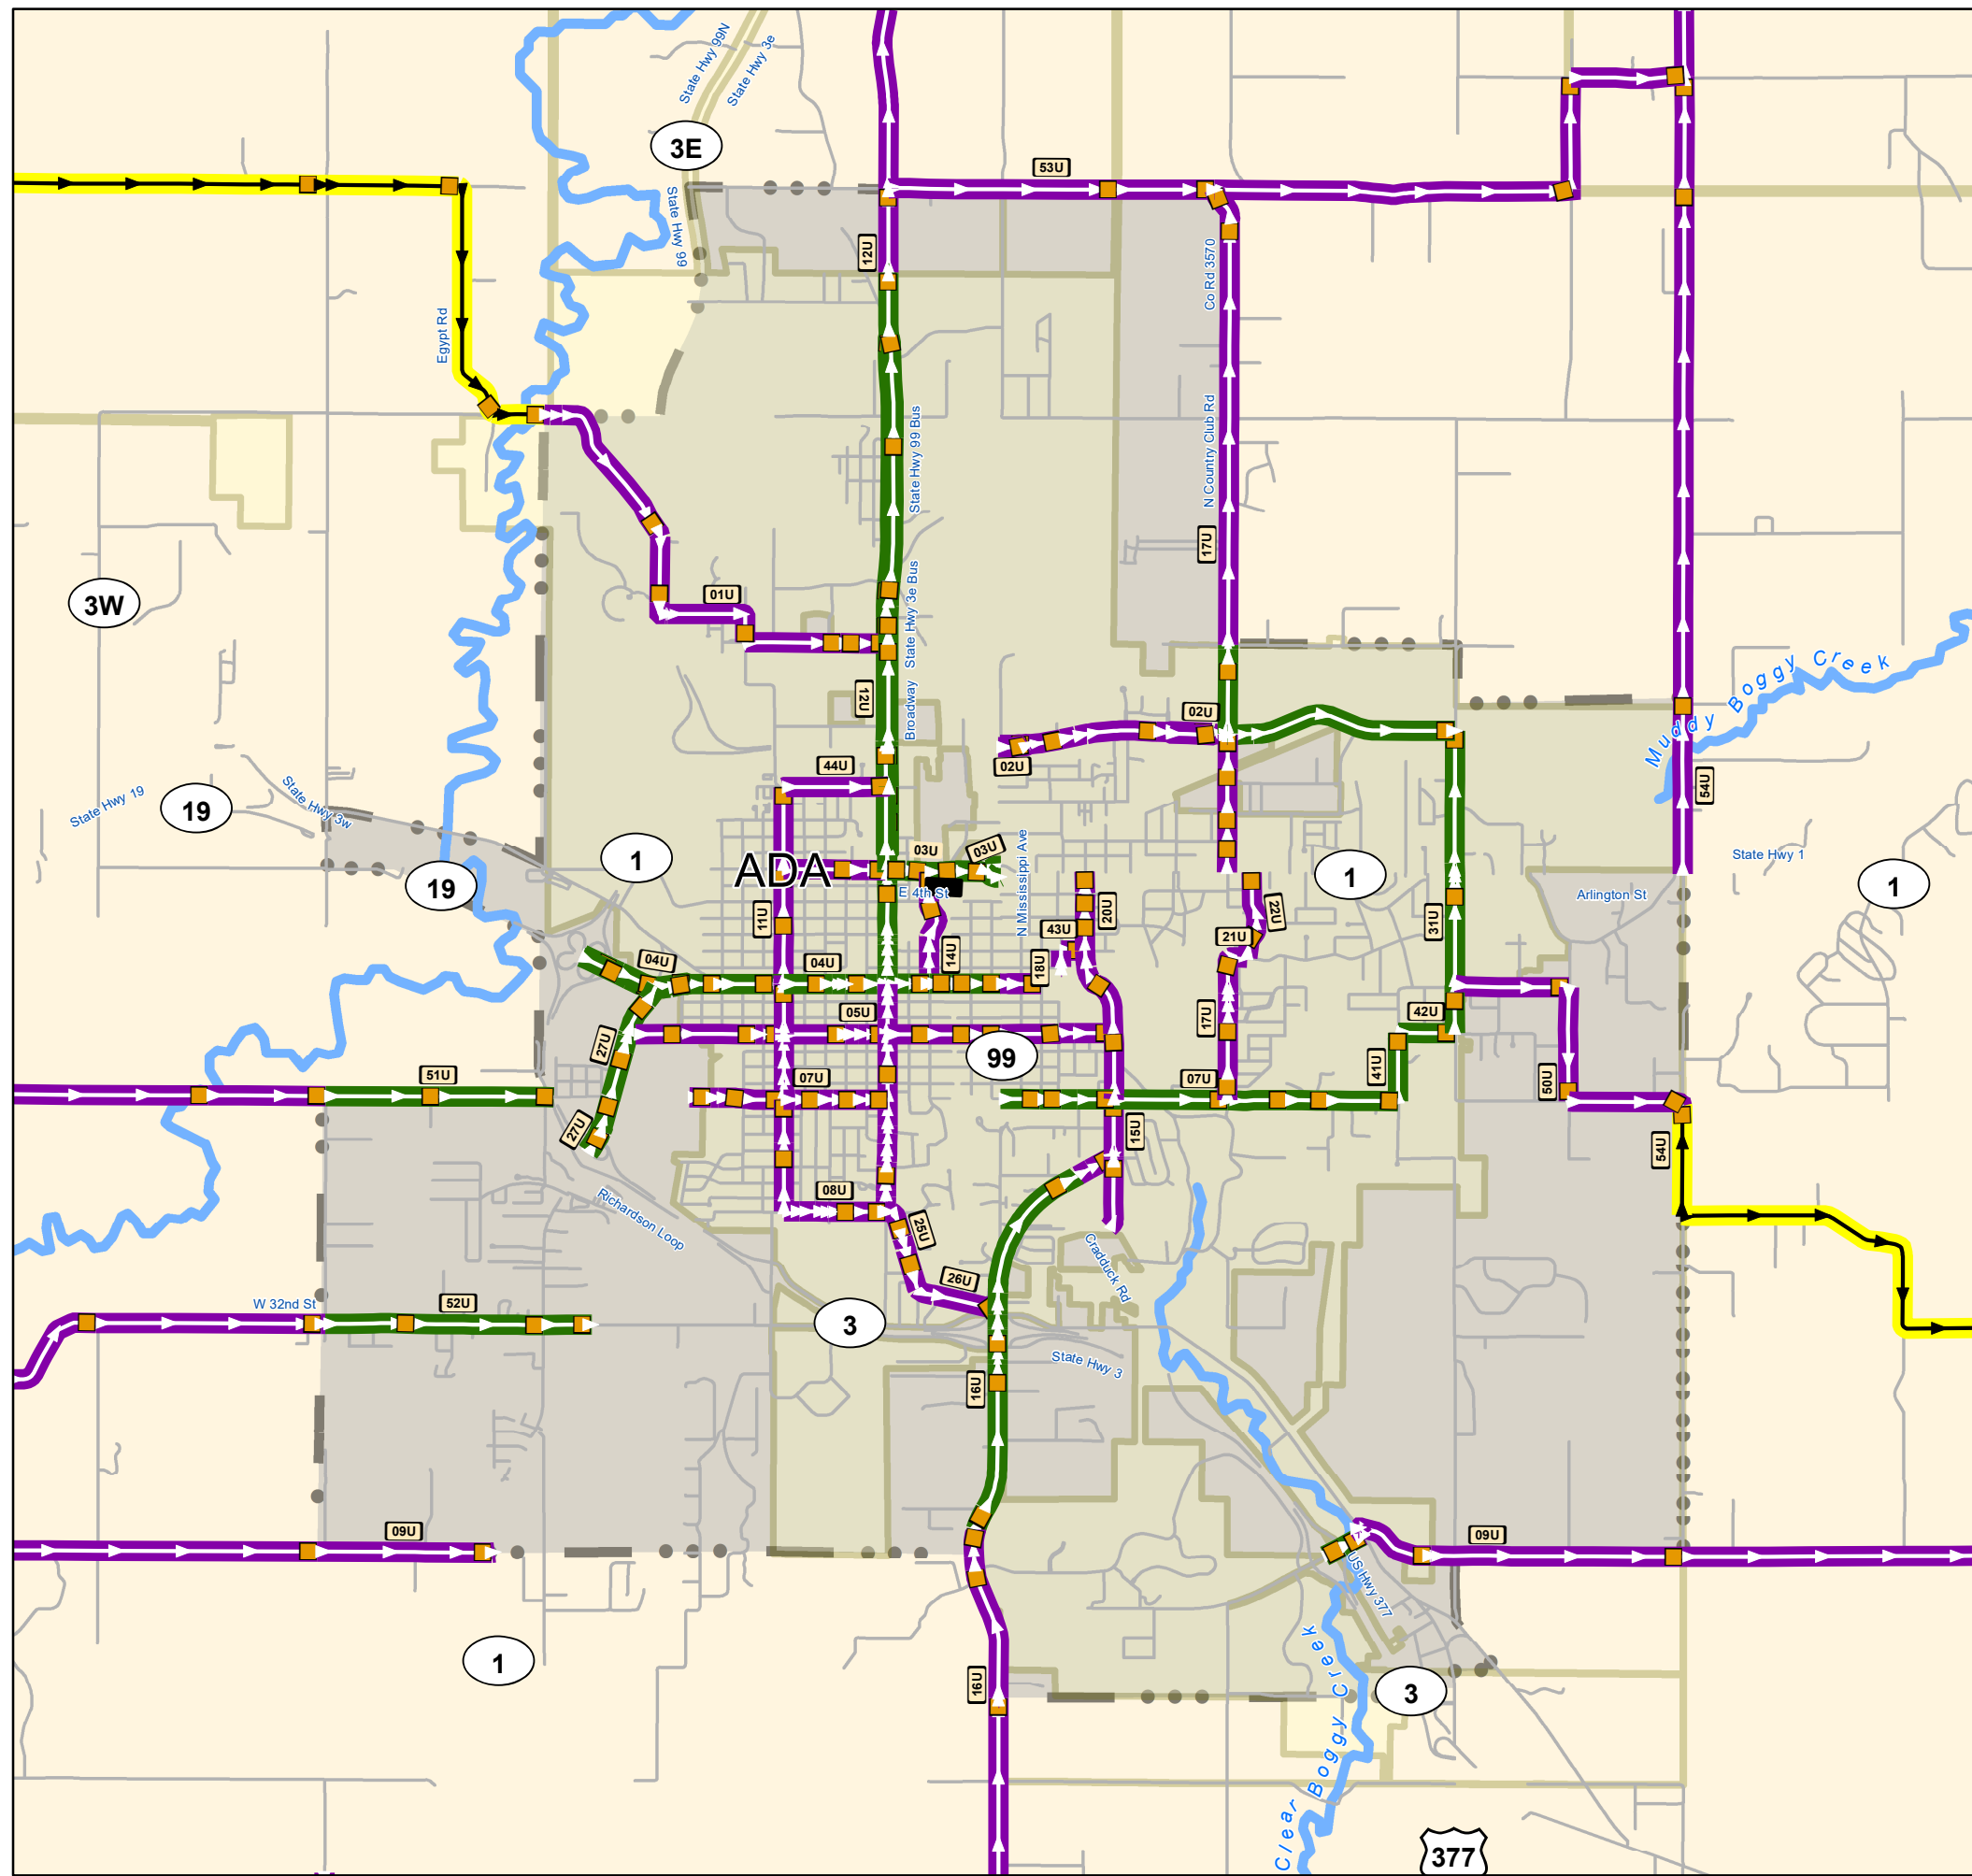 State Hwy 99N
State Hwy 3e
3E
53U
State Hwy 99
12U
Co Rd 3570
Egypt Rd
State Hwy 99 Bus
N Country Club Rd
17U
3W
01U
State Hwy 3e Bus
Muddy Boggy Creek
12U
Broadway
02U
02U
44U
54U
State Hwy 19
19
State Hwy 3w
1
ADA
03U
03U
N Mississippi Ave
1
State Hwy 1
1
19
E 4th St
Arlington St
11U
20U
22U
31U
43U
21U
14U
04U
04U
18U
05U
17U
42U
27U
99
41U
51U
07U
07U
50U
27U
15U
54U
08U
Richardson Loop
25U
Cradduck Rd
26U
W 32nd St
52U
3
State Hwy 3
16U
09U
09U
US Hwy 377
1
16U
3
Clear Boggy Creek
377